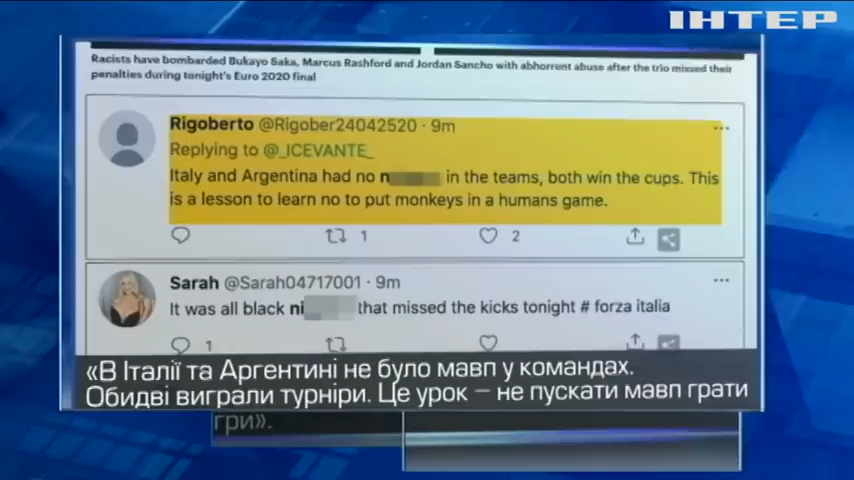 ІНТЕР
Racists have bombarded Bukayo Saka, Marcus Rashford and Jordan Sancho with abhorrent abuse after the trio missed their
penalties during tonight's Euro 2020 final
Rigoberto @Rigober24042520 · 9m
Replying to @_ICEVANTE_
Italy and Argentina had no n in the teams, both win the cups. This
is a lesson to learn no to put monkeys in a humans game.
1 2
Sarah @Sarah04717001 · 9m
It was all black ni that missed the kicks tonight # forza italia
1
«В Італії та Аргентині не було мавп у командах.
Обидві виграли турніри. Це урок – не пускати мавп грати
гри».